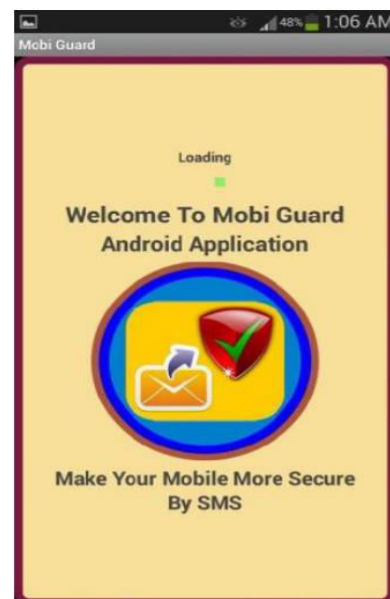 48% 1:06 AM
Mobi Guard
Loading
Welcome To Mobi Guard
Android Application
Make Your Mobile More Secure
By SMS